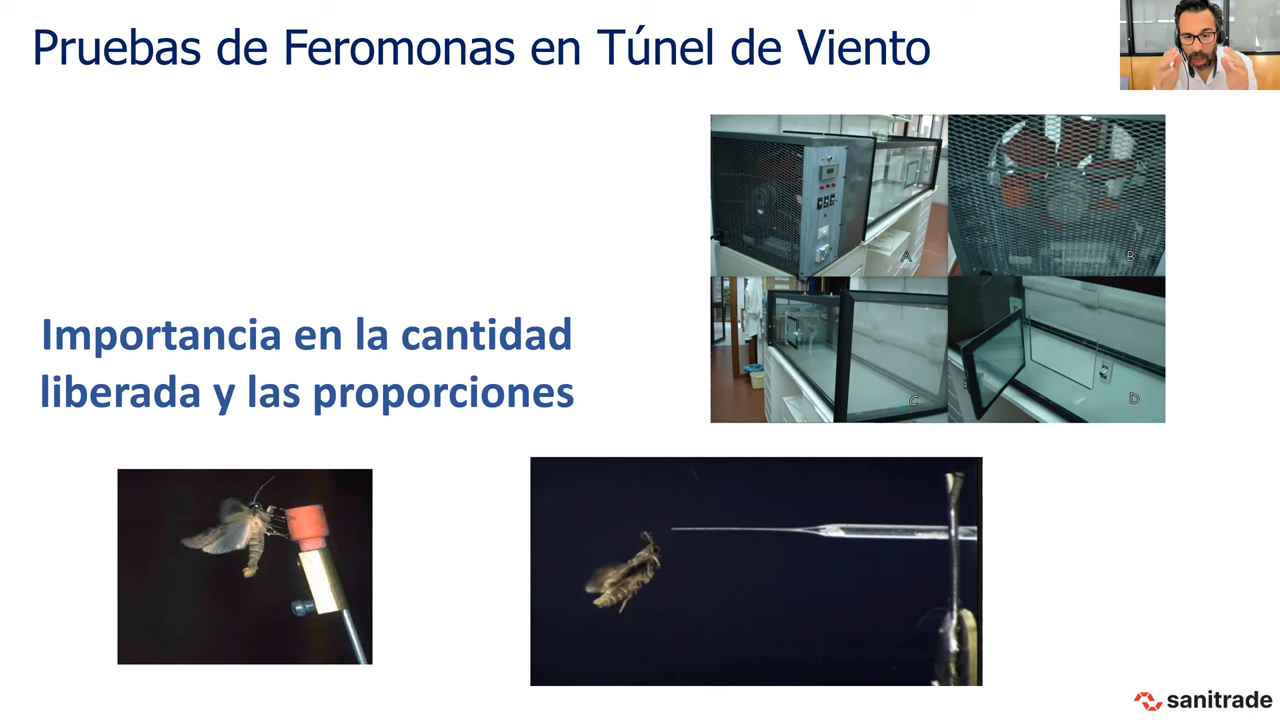 Pruebas de Feromonas en Túnel de Viento
A
B
C
D
Importancia en la cantidad
liberada y las proporciones
sanitrade